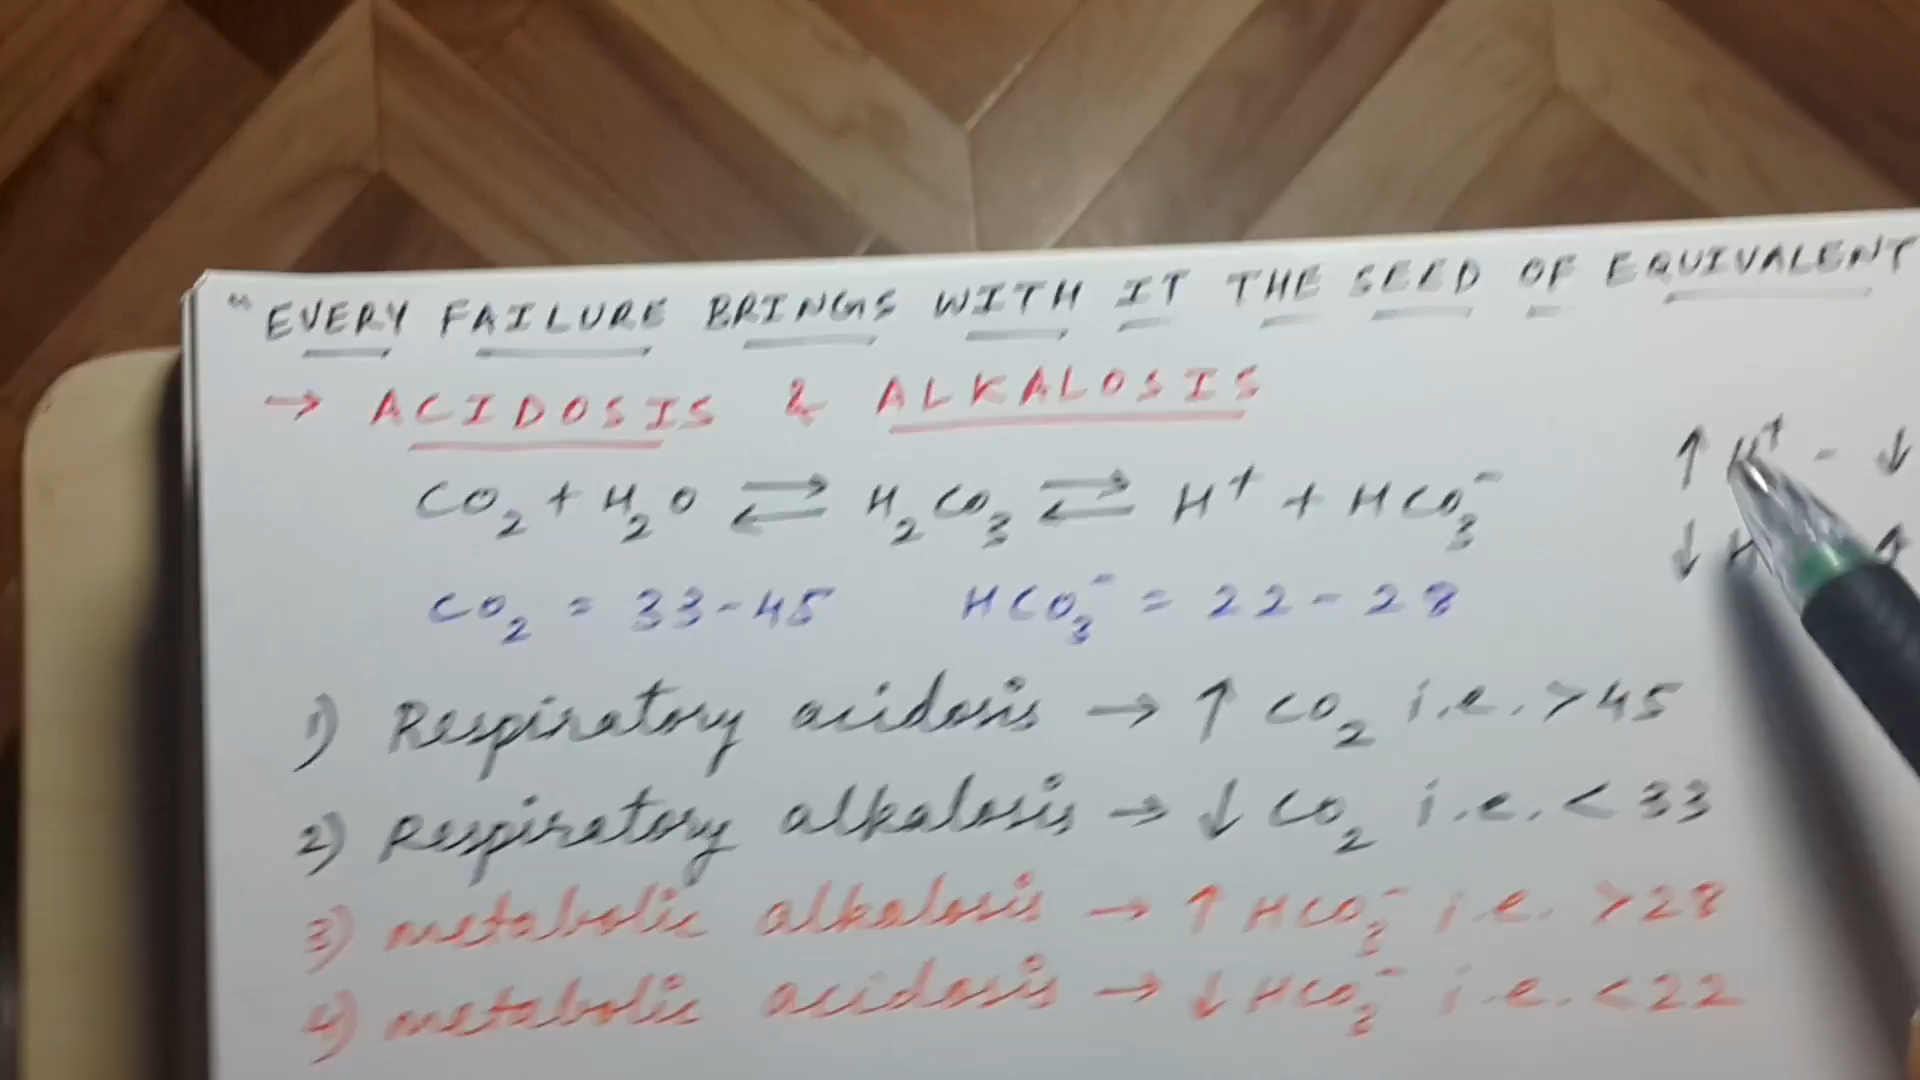 "EVERY FAILURE BRINGS WITH IT THE SEED OF EQUIVALENT
→ ACIDOSIS & ALKALOSIS
↑ H⁺ - ↓
CO₂ + H₂O ⇌ H₂CO₃ ⇌ H⁺ + HCO₃⁻
↓ H ↑
CO₂ = 33-45 HCO₃⁻ = 22-28
1) Respiratory acidosis → ↑ CO₂ i.e. >45
2) Respiratory alkalosis → ↓ CO₂ i.e. <33
3) metabolic alkalosis → ↑ HCO₃⁻ i.e. >28
4) metabolic acidosis → ↓ HCO₃⁻ i.e. <22